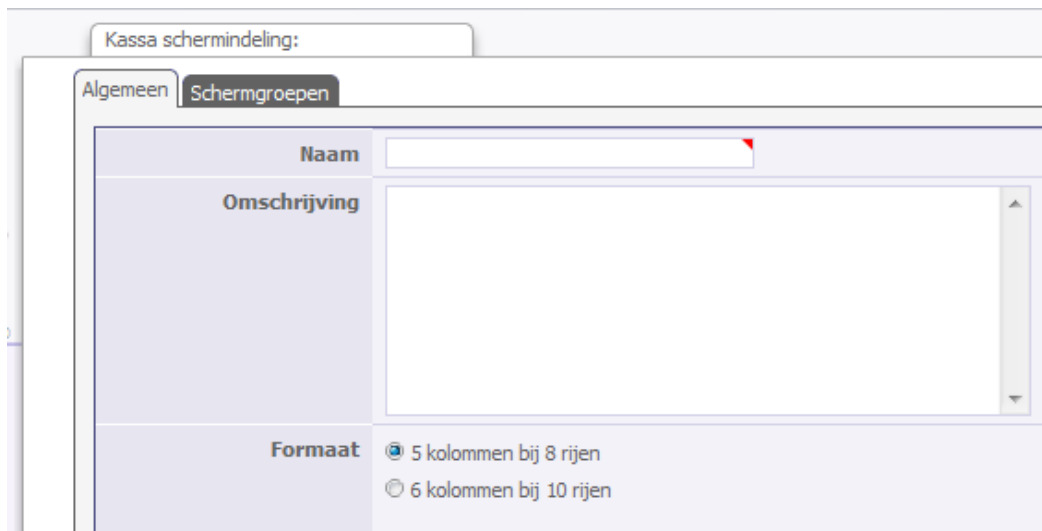 Kassa schermindeling:
Algemeen Schermgroepen
Naam
Omschrijving
Formaat 5 kolommen bij 8 rijen
6 kolommen bij 10 rijen